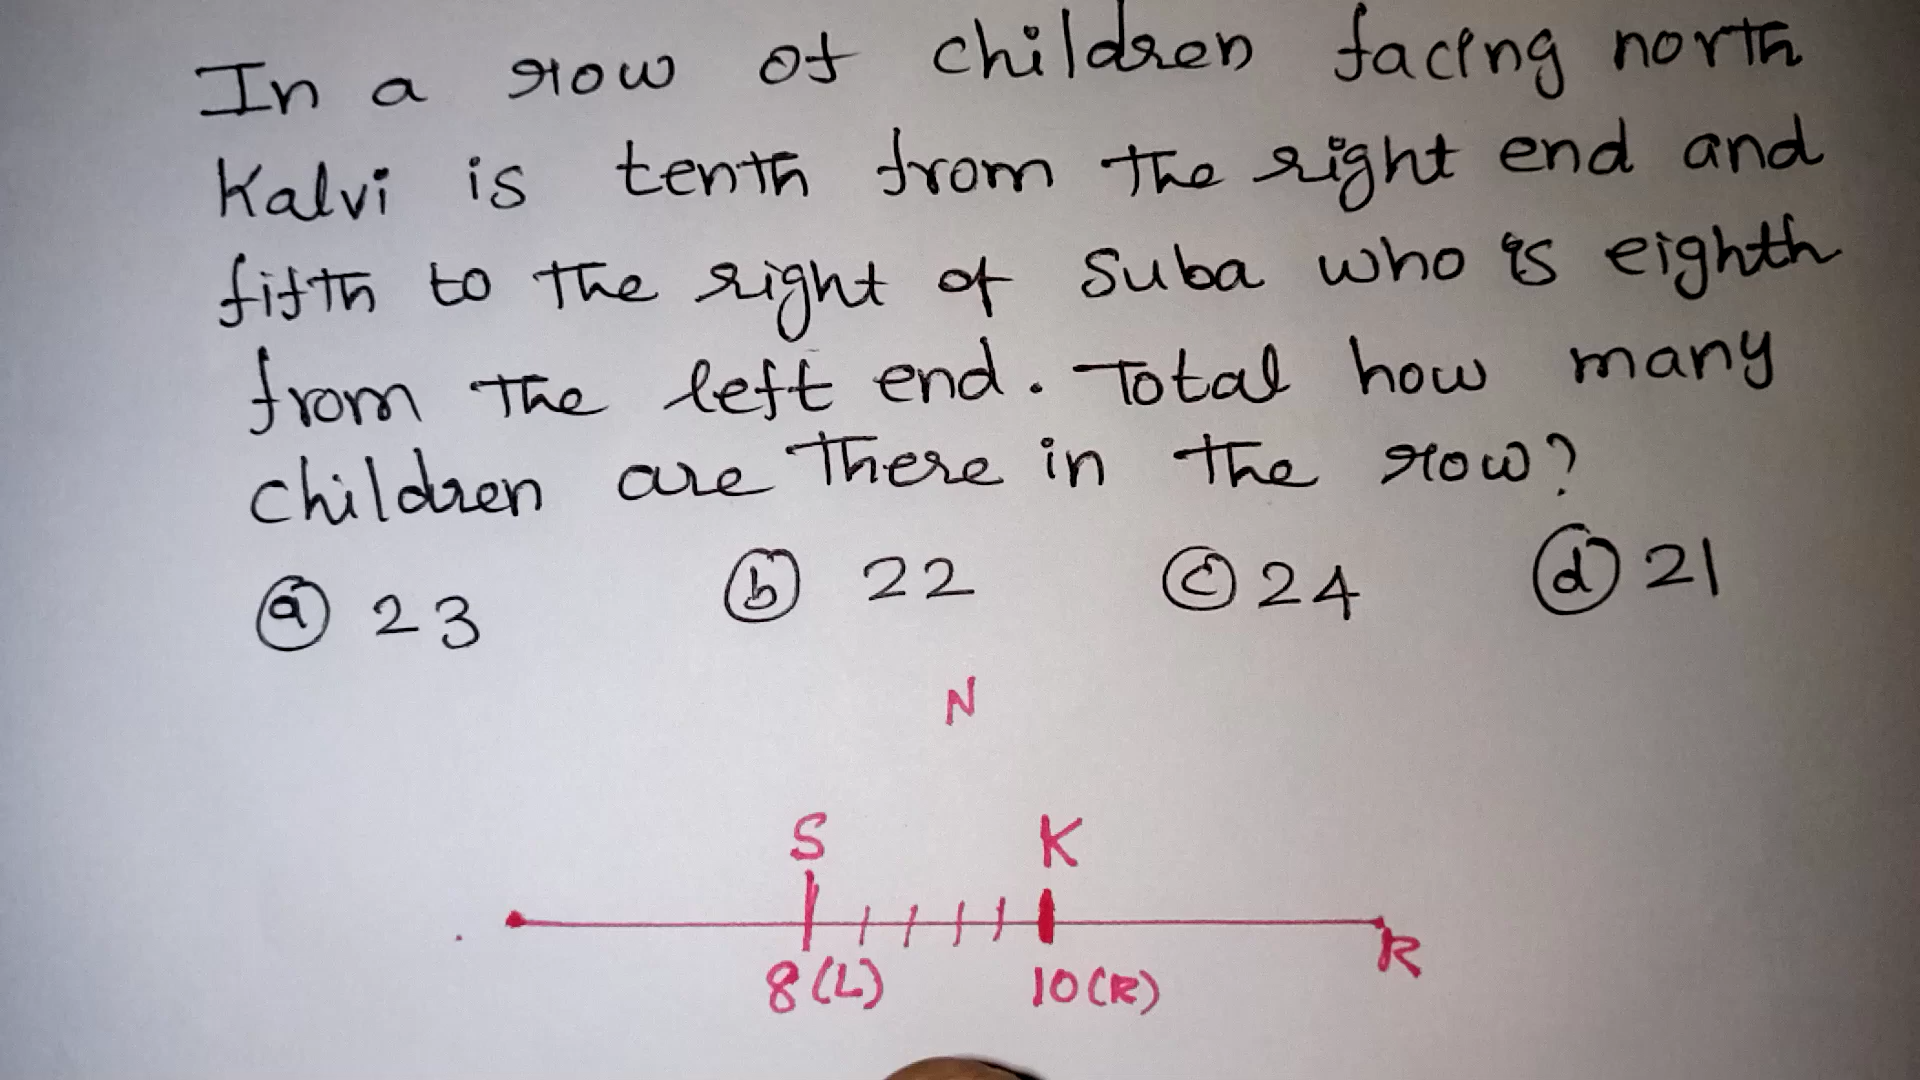 In a row of children facing north
Kalvi is tenth from the right end and
fifth to the right of Suba who is eighth
from the left end. Total how many
children are there in the row?
ⓐ 23 ⓑ 22 ⓒ 24 ⓓ 21
N
S K
R
8(L) 10(R)